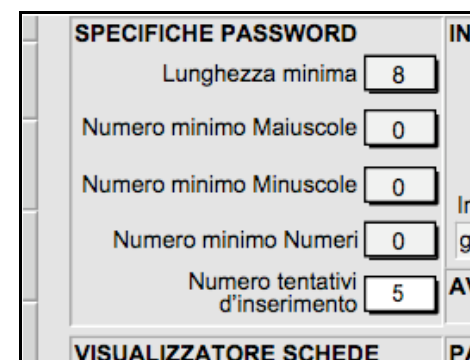 SPECIFICHE PASSWORD
Lunghezza minima 8
Numero minimo Maiuscole 0
Numero minimo Minuscole 0
Numero minimo Numeri 0
Numero tentativi
d'inserimento 5
VISUALIZZATORE SCHEDE